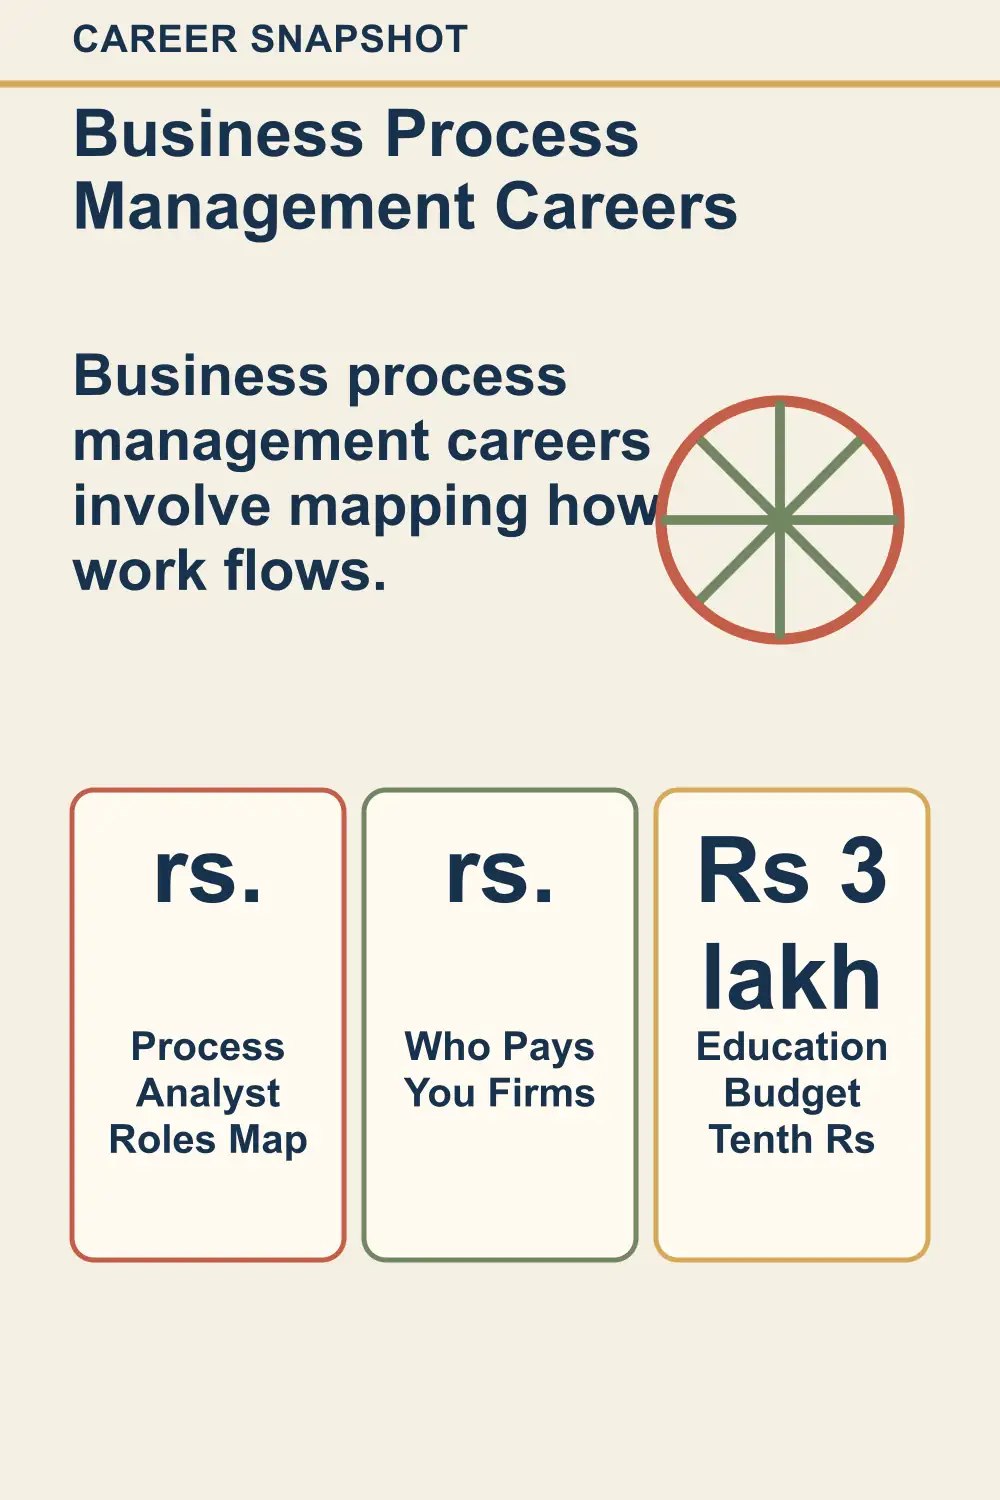 CAREER SNAPSHOT
Business Process
Management Careers
Business process
management careers
involve mapping how
work flows.
rs.
Process
Analyst
Roles Map
rs.
Who Pays
You Firms
Rs 3
lakh
Education
Budget
Tenth Rs